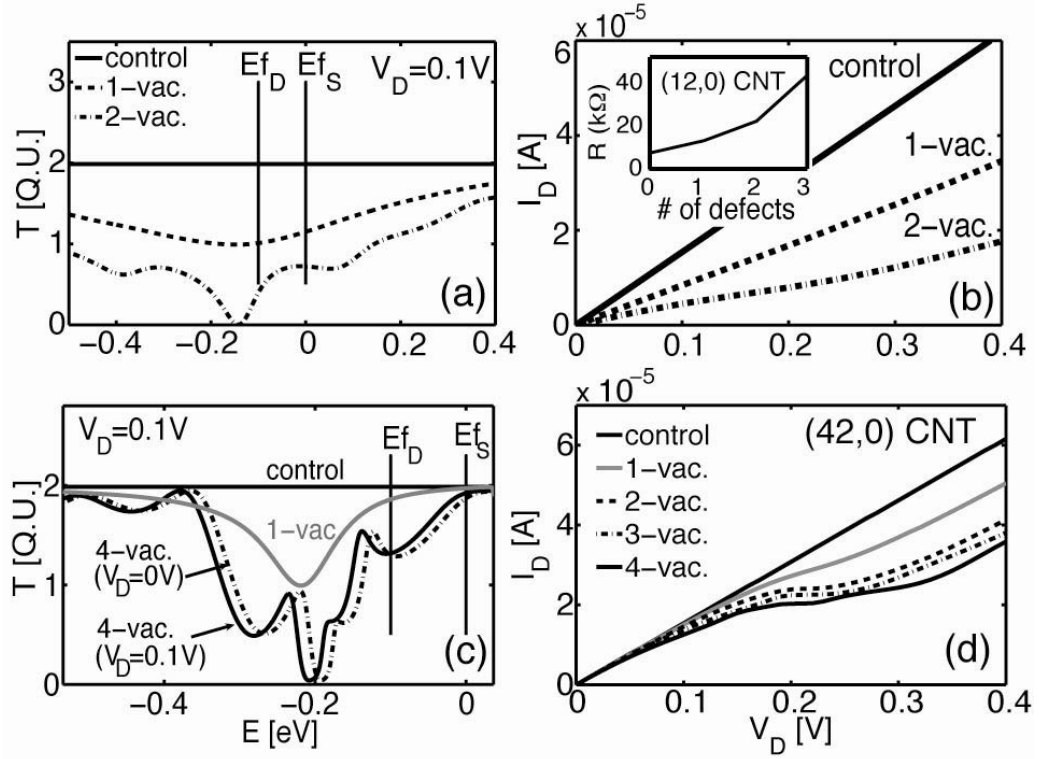 control
1-vac.
2-vac.
Ef_D
Ef_S
V_D=0.1V
T [Q.U.]
2
1
0
−0.4
−0.2
0
0.2
0.4
(a)
x 10^-5
6
4
2
0
I_D [A]
control
1−vac.
2−vac.
(12,0) CNT
R (kΩ)
40
20
0
0 1 2 3
# of defects
0 0.1 0.2 0.3 0.4
(b)
V_D=0.1V
Ef_D
Ef_S
control
1-vac
4-vac.
(V_D=0V)
4-vac.
(V_D=0.1V)
T [Q.U.]
2
1
0
−0.4
−0.2
0
E [eV]
(c)
x 10^-5
6
4
2
0
I_D [A]
control
1-vac.
2-vac.
3-vac.
4-vac.
(42,0) CNT
0 0.1 0.2 0.3 0.4
V_D [V]
(d)